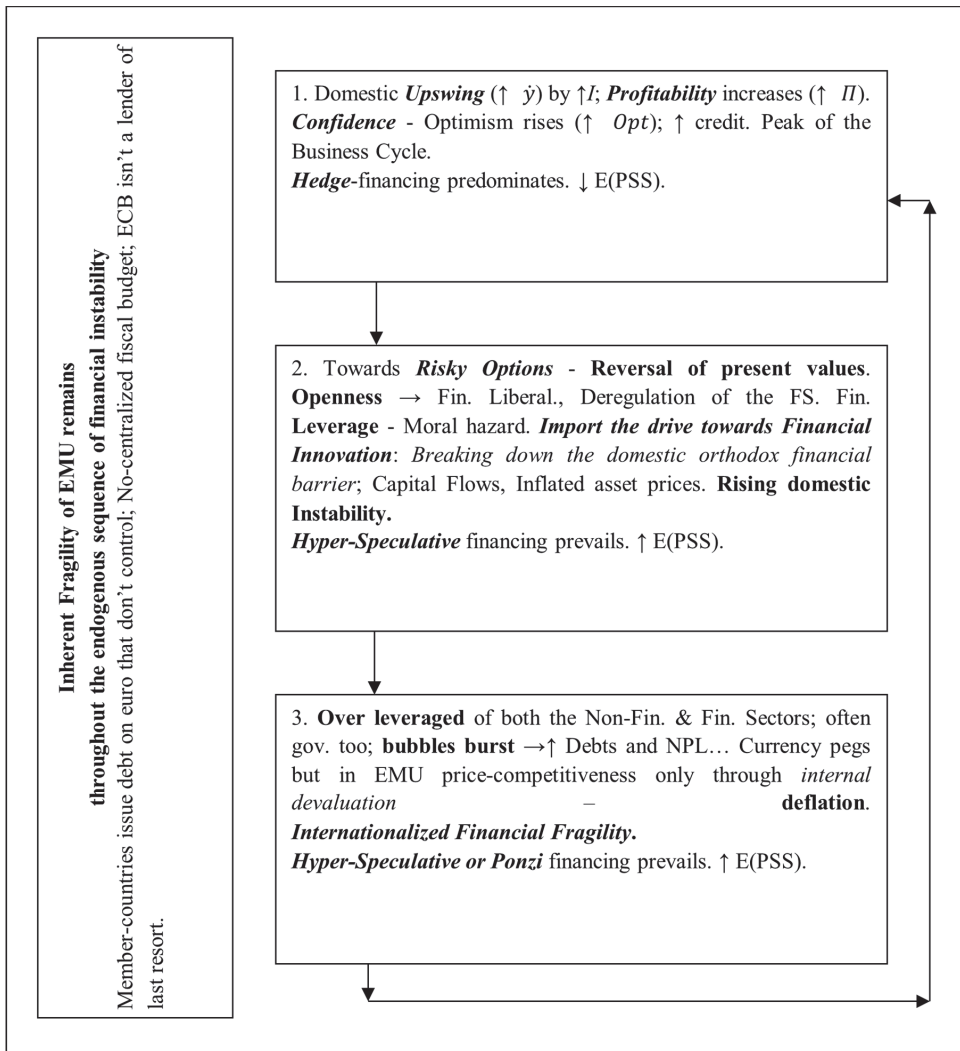 Inherent Fragility of EMU remains
throughout the endogenous sequence of financial instability
Member-countries issue debt on euro that don't control; No-centralized fiscal budget; ECB isn't a lender of
last resort.
1. Domestic Upswing (↑ ẏ) by ↑I; Profitability increases (↑ Π).
Confidence - Optimism rises (↑ Opt); ↑ credit. Peak of the
Business Cycle.
Hedge-financing predominates. ↓ E(PSS).
2. Towards Risky Options - Reversal of present values.
Openness → Fin. Liberal., Deregulation of the FS. Fin.
Leverage - Moral hazard. Import the drive towards Financial
Innovation: Breaking down the domestic orthodox financial
barrier; Capital Flows, Inflated asset prices. Rising domestic
Instability.
Hyper-Speculative financing prevails. ↑ E(PSS).
3. Over leveraged of both the Non-Fin. & Fin. Sectors; often
gov. too; bubbles burst →↑ Debts and NPL… Currency pegs
but in EMU price-competitiveness only through internal
devaluation – deflation.
Internationalized Financial Fragility.
Hyper-Speculative or Ponzi financing prevails. ↑ E(PSS).